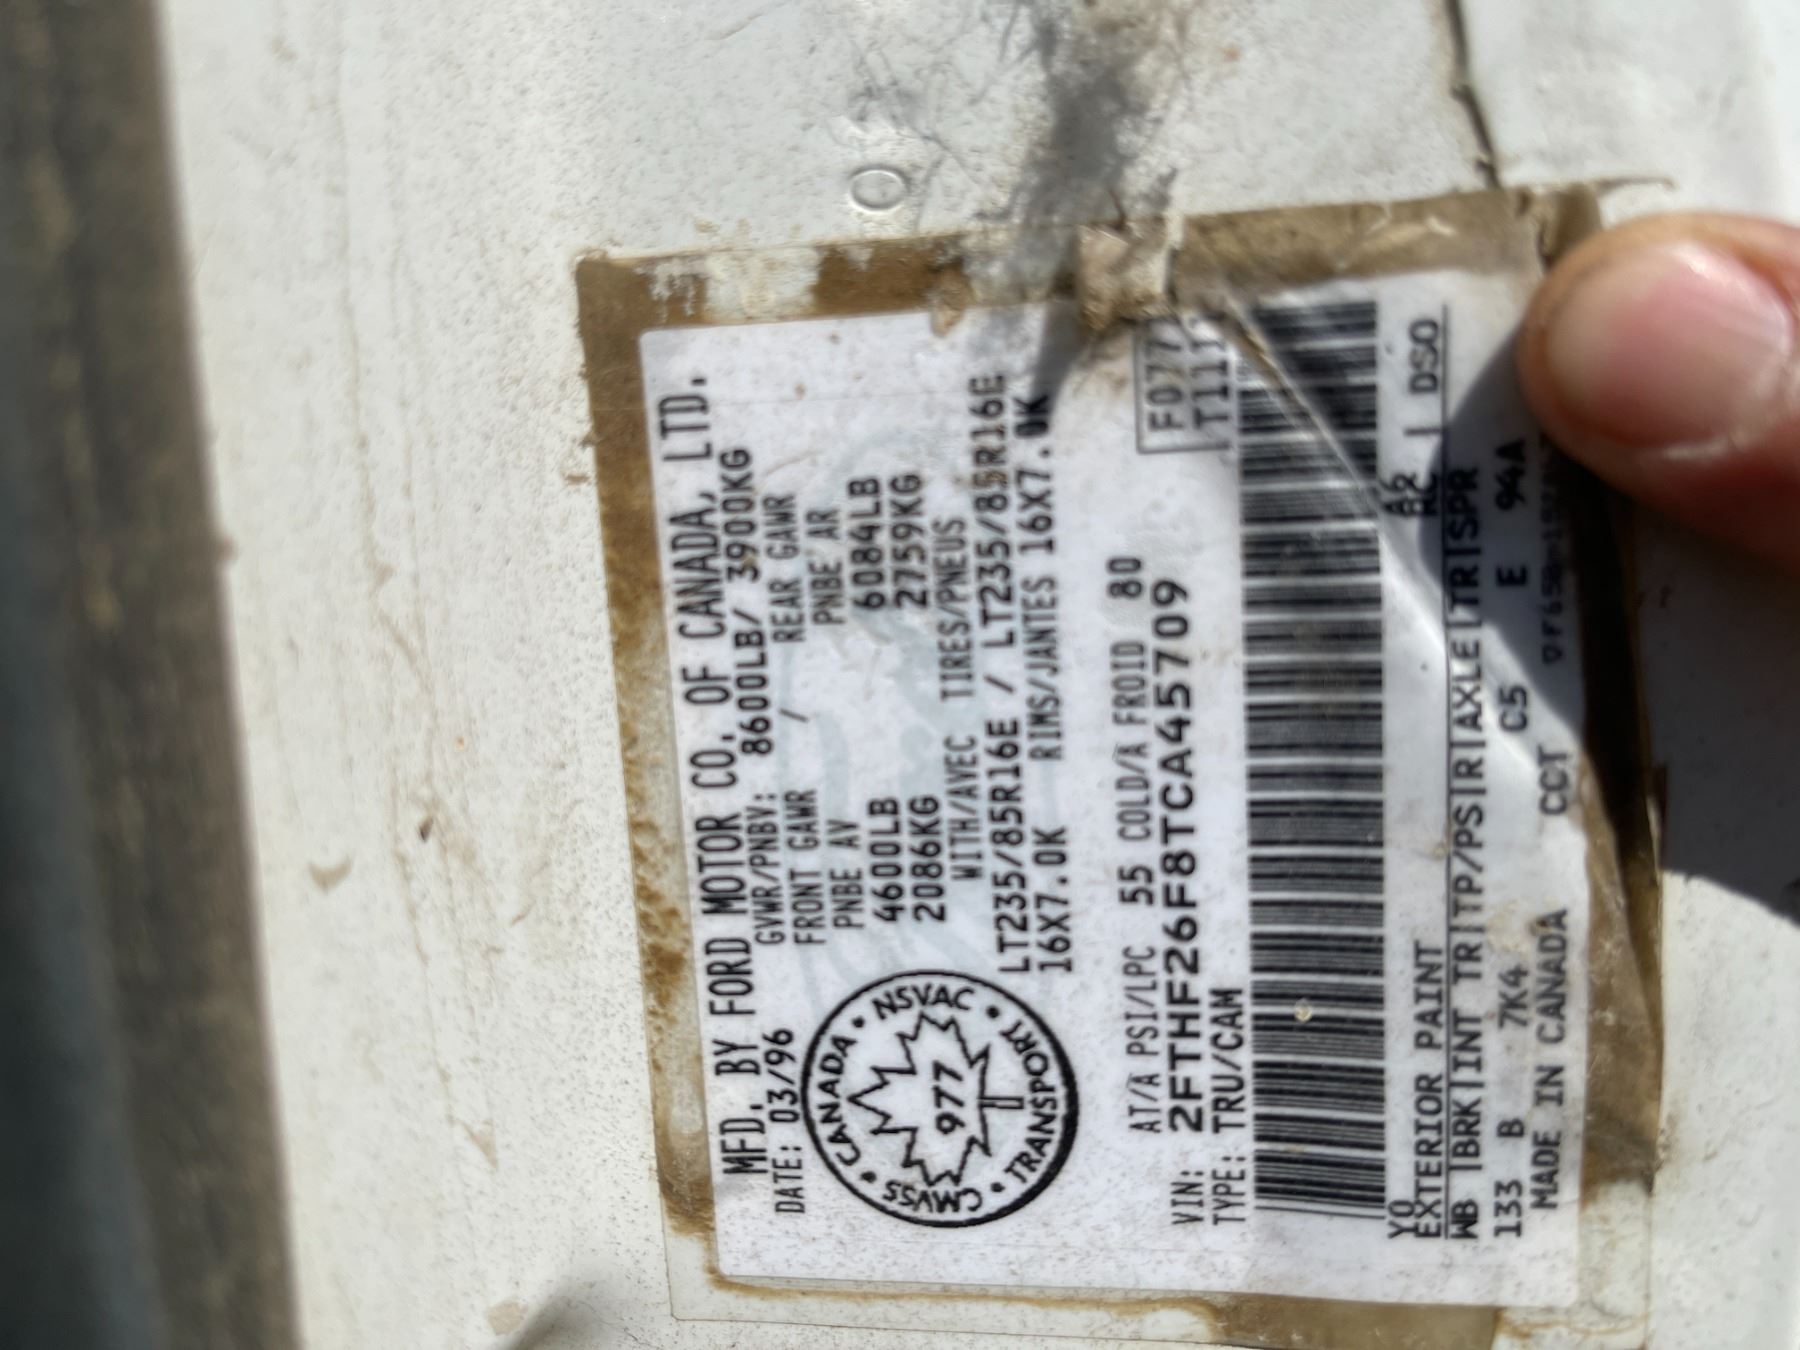 MFD. BY FORD MOTOR CO. OF CANADA, LTD.
DATE: 03/96
GVWR/PNBV: 8600LB/ 3900KG
FRONT GAWR / REAR GAWR
PNBE AV PNBE AR
4600LB 6084LB
2086KG 2759KG
WITH/AVEC TIRES/PNEUS
LT235/85R16E / LT235/85R16E
16X7.0K RIMS/JANTES 16X7.0K
CANADA • NSVAC • TRANSPORT • CMVSS •
977
AT/A PSI/LPC 55 COLD/A FROID 80
VIN: 2FTHF26F8TCA45709
TYPE: TRU/CAM
F077
T111
YO
EXTERIOR PAINT
WB |BRK|INT TR|TP/PS|R|AXLE|TR|SPR | DSO
133 B 7K4 CCT C5 E 94A
MADE IN CANADA